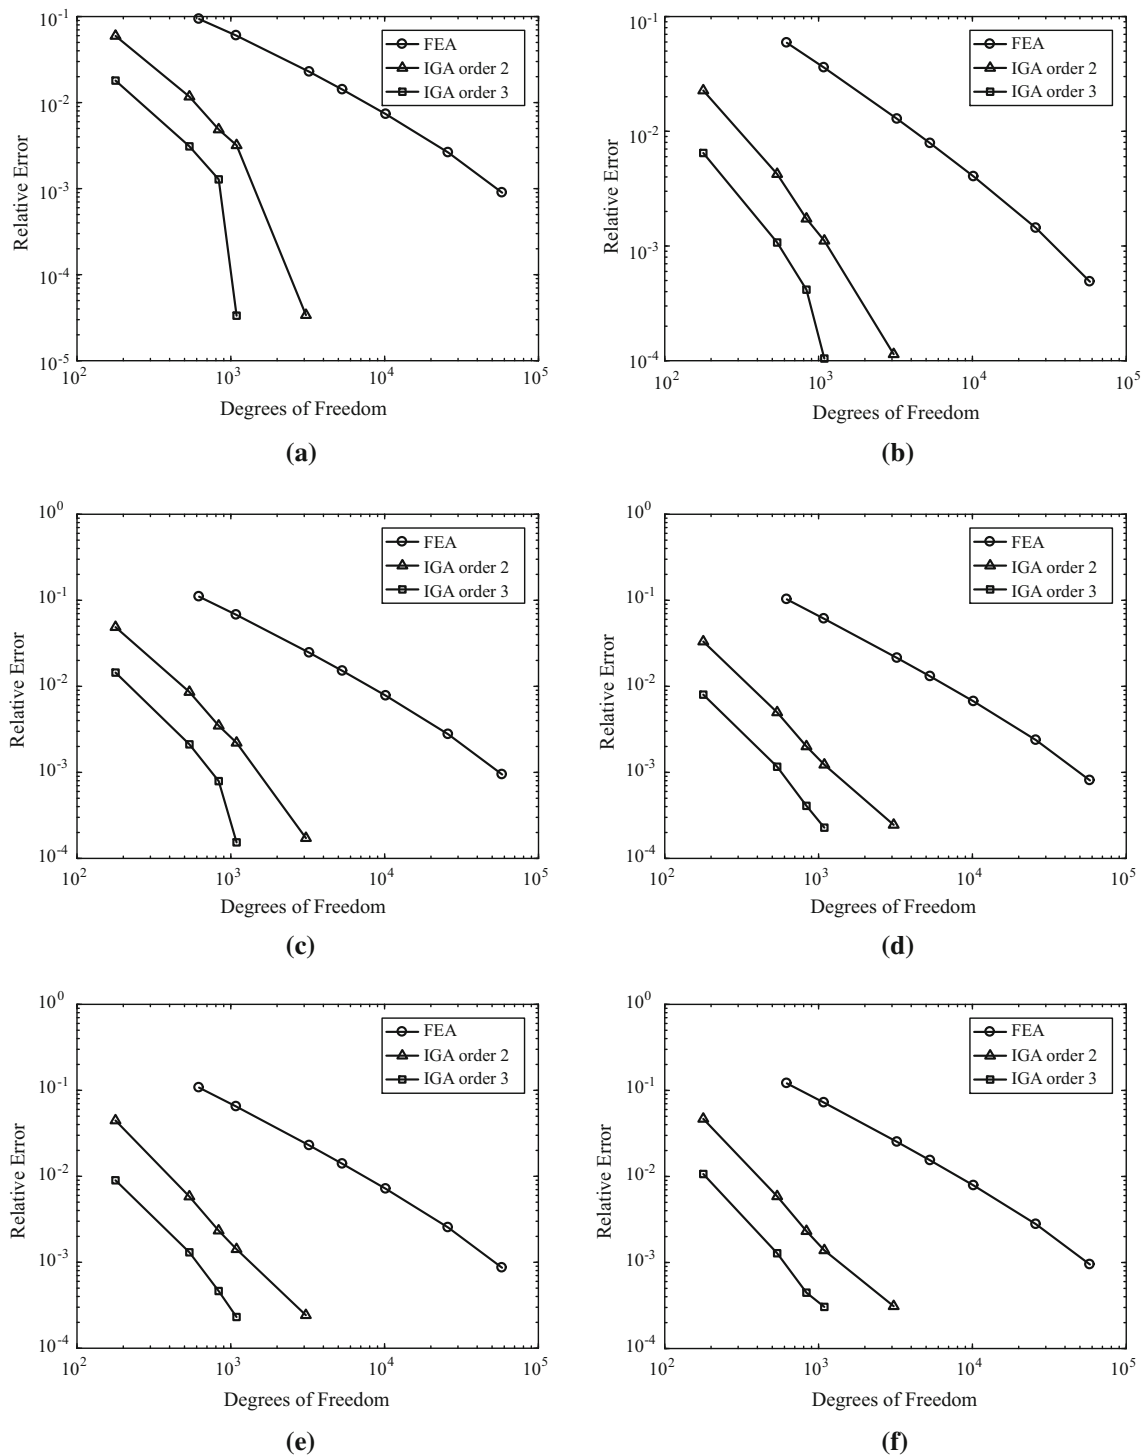 10^-1
10^-2
10^-3
10^-4
10^-5
Relative Error
FEA
IGA order 2
IGA order 3
10^2
10^3
10^4
10^5
Degrees of Freedom
(a)
10^-1
10^-2
10^-3
10^-4
Relative Error
FEA
IGA order 2
IGA order 3
10^2
10^3
10^4
10^5
Degrees of Freedom
(b)
10^0
10^-1
10^-2
10^-3
10^-4
Relative Error
FEA
IGA order 2
IGA order 3
10^2
10^3
10^4
10^5
Degrees of Freedom
(c)
10^0
10^-1
10^-2
10^-3
10^-4
Relative Error
FEA
IGA order 2
IGA order 3
10^2
10^3
10^4
10^5
Degrees of Freedom
(d)
10^0
10^-1
10^-2
10^-3
10^-4
Relative Error
FEA
IGA order 2
IGA order 3
10^2
10^3
10^4
10^5
Degrees of Freedom
(e)
10^0
10^-1
10^-2
10^-3
10^-4
Relative Error
FEA
IGA order 2
IGA order 3
10^2
10^3
10^4
10^5
Degrees of Freedom
(f)